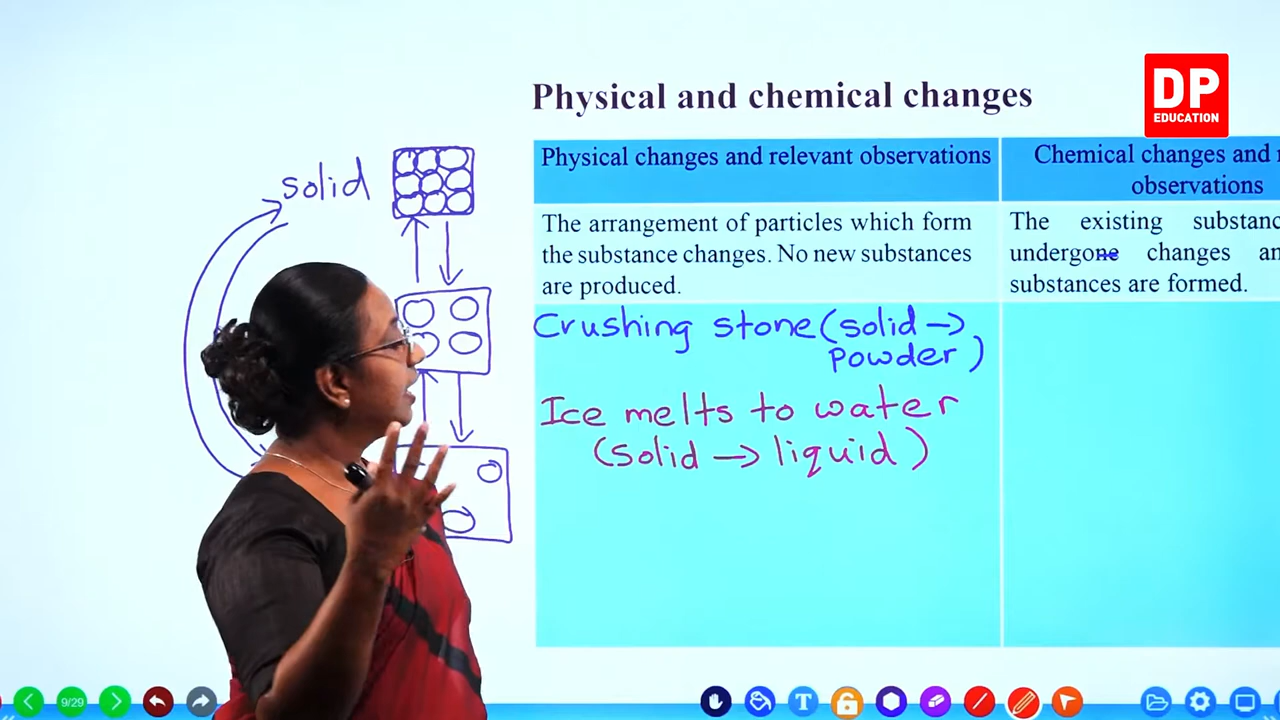 Physical and chemical changes
DP
EDUCATION
Physical changes and relevant observations
Chemical changes and
observations
The arrangement of particles which form
the substance changes. No new substances
are produced.
The existing
undergone changes
substances are formed.
solid
Crushing stone (solid →
powder)
Ice melts to water
(solid → liquid)
9/29
T